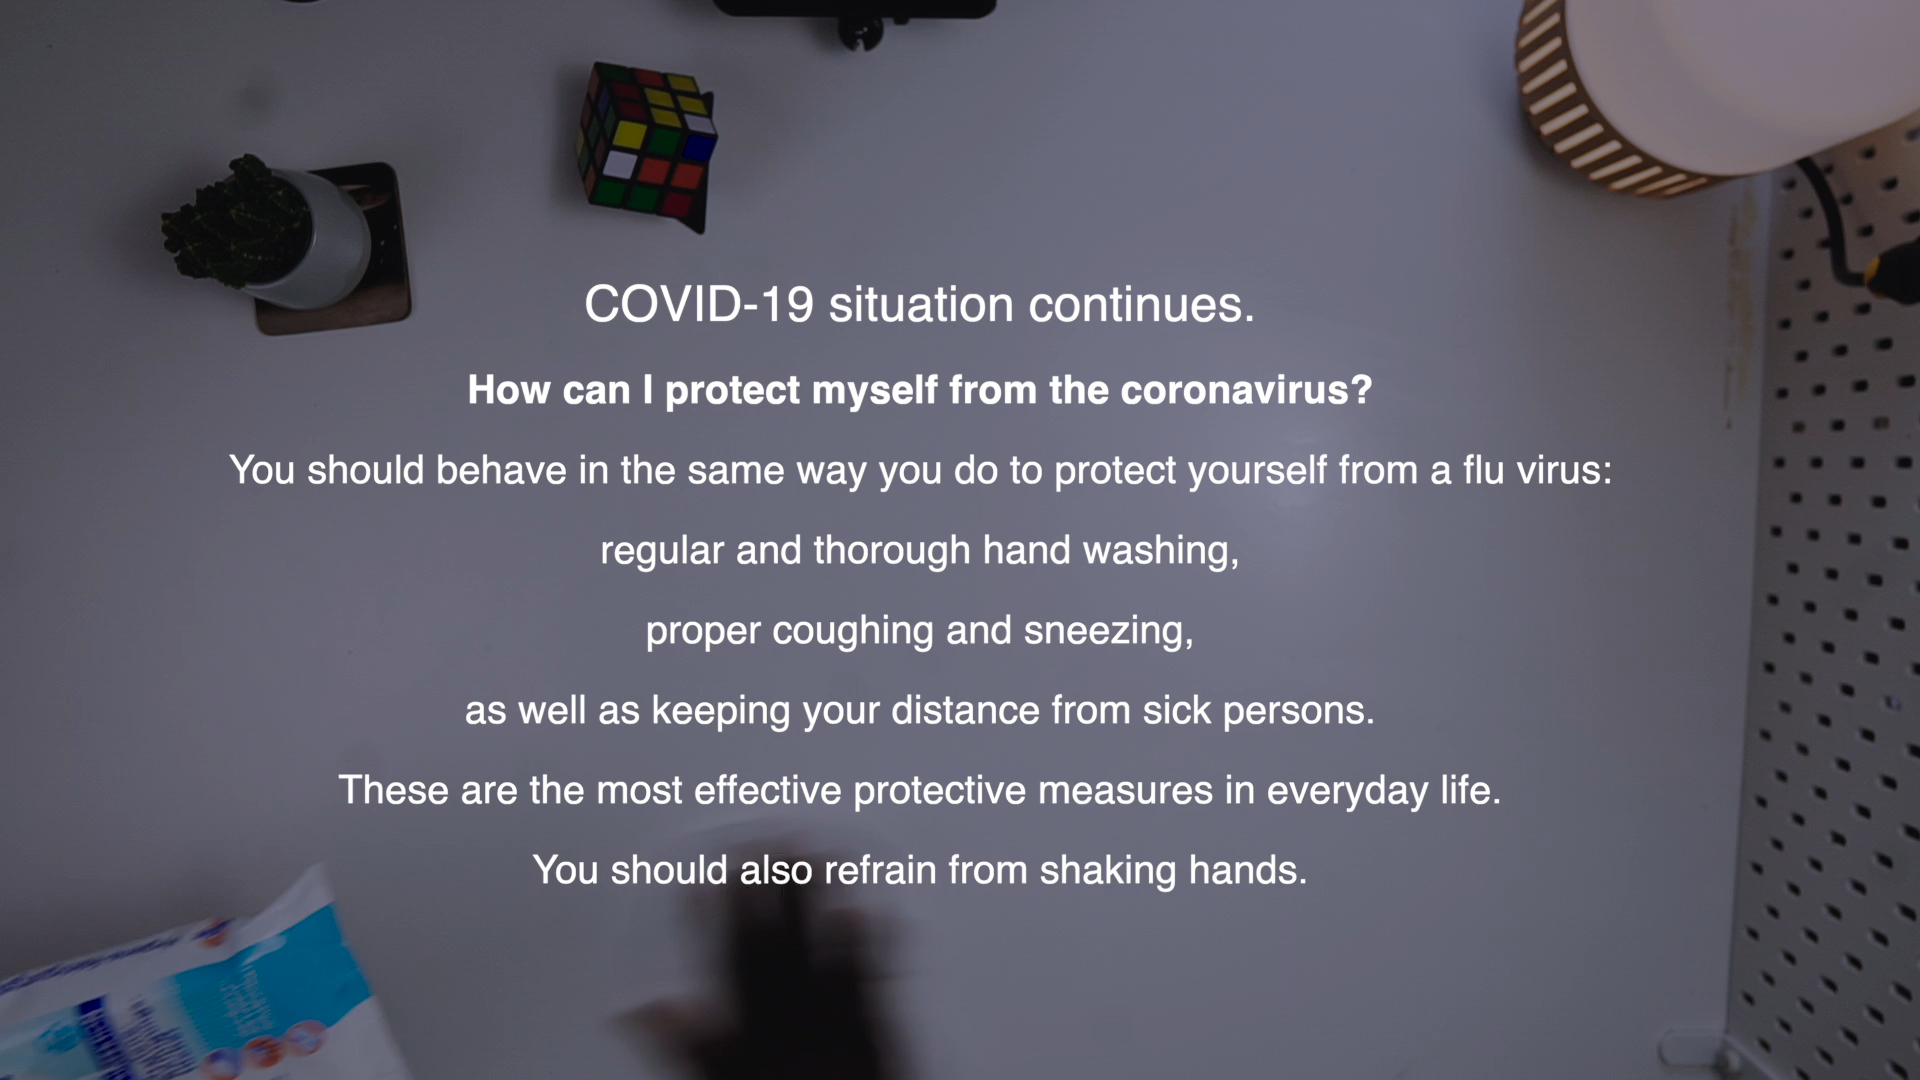 COVID-19 situation continues.
How can I protect myself from the coronavirus?
You should behave in the same way you do to protect yourself from a flu virus:
regular and thorough hand washing,
proper coughing and sneezing,
as well as keeping your distance from sick persons.
These are the most effective protective measures in everyday life.
You should also refrain from shaking hands.